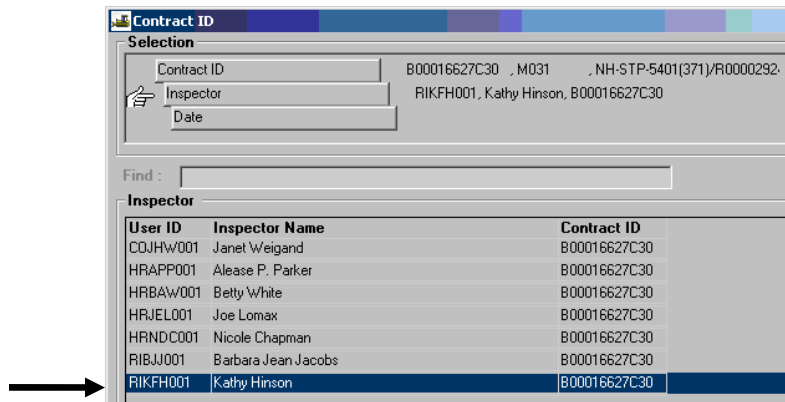 Contract ID
Selection
Contract ID B00016627C30 , M031 , NH-STP-5401(371)/R0000292-
Inspector RIKFH001, Kathy Hinson, B00016627C30
Date
Find :
Inspector
User ID Inspector Name Contract ID
COJHW001 Janet Weigand B00016627C30
HRAPP001 Alease P. Parker B00016627C30
HRBAW001 Betty White B00016627C30
HRJEL001 Joe Lomax B00016627C30
HRNDC001 Nicole Chapman B00016627C30
RIBJJ001 Barbara Jean Jacobs B00016627C30
RIKFH001 Kathy Hinson B00016627C30